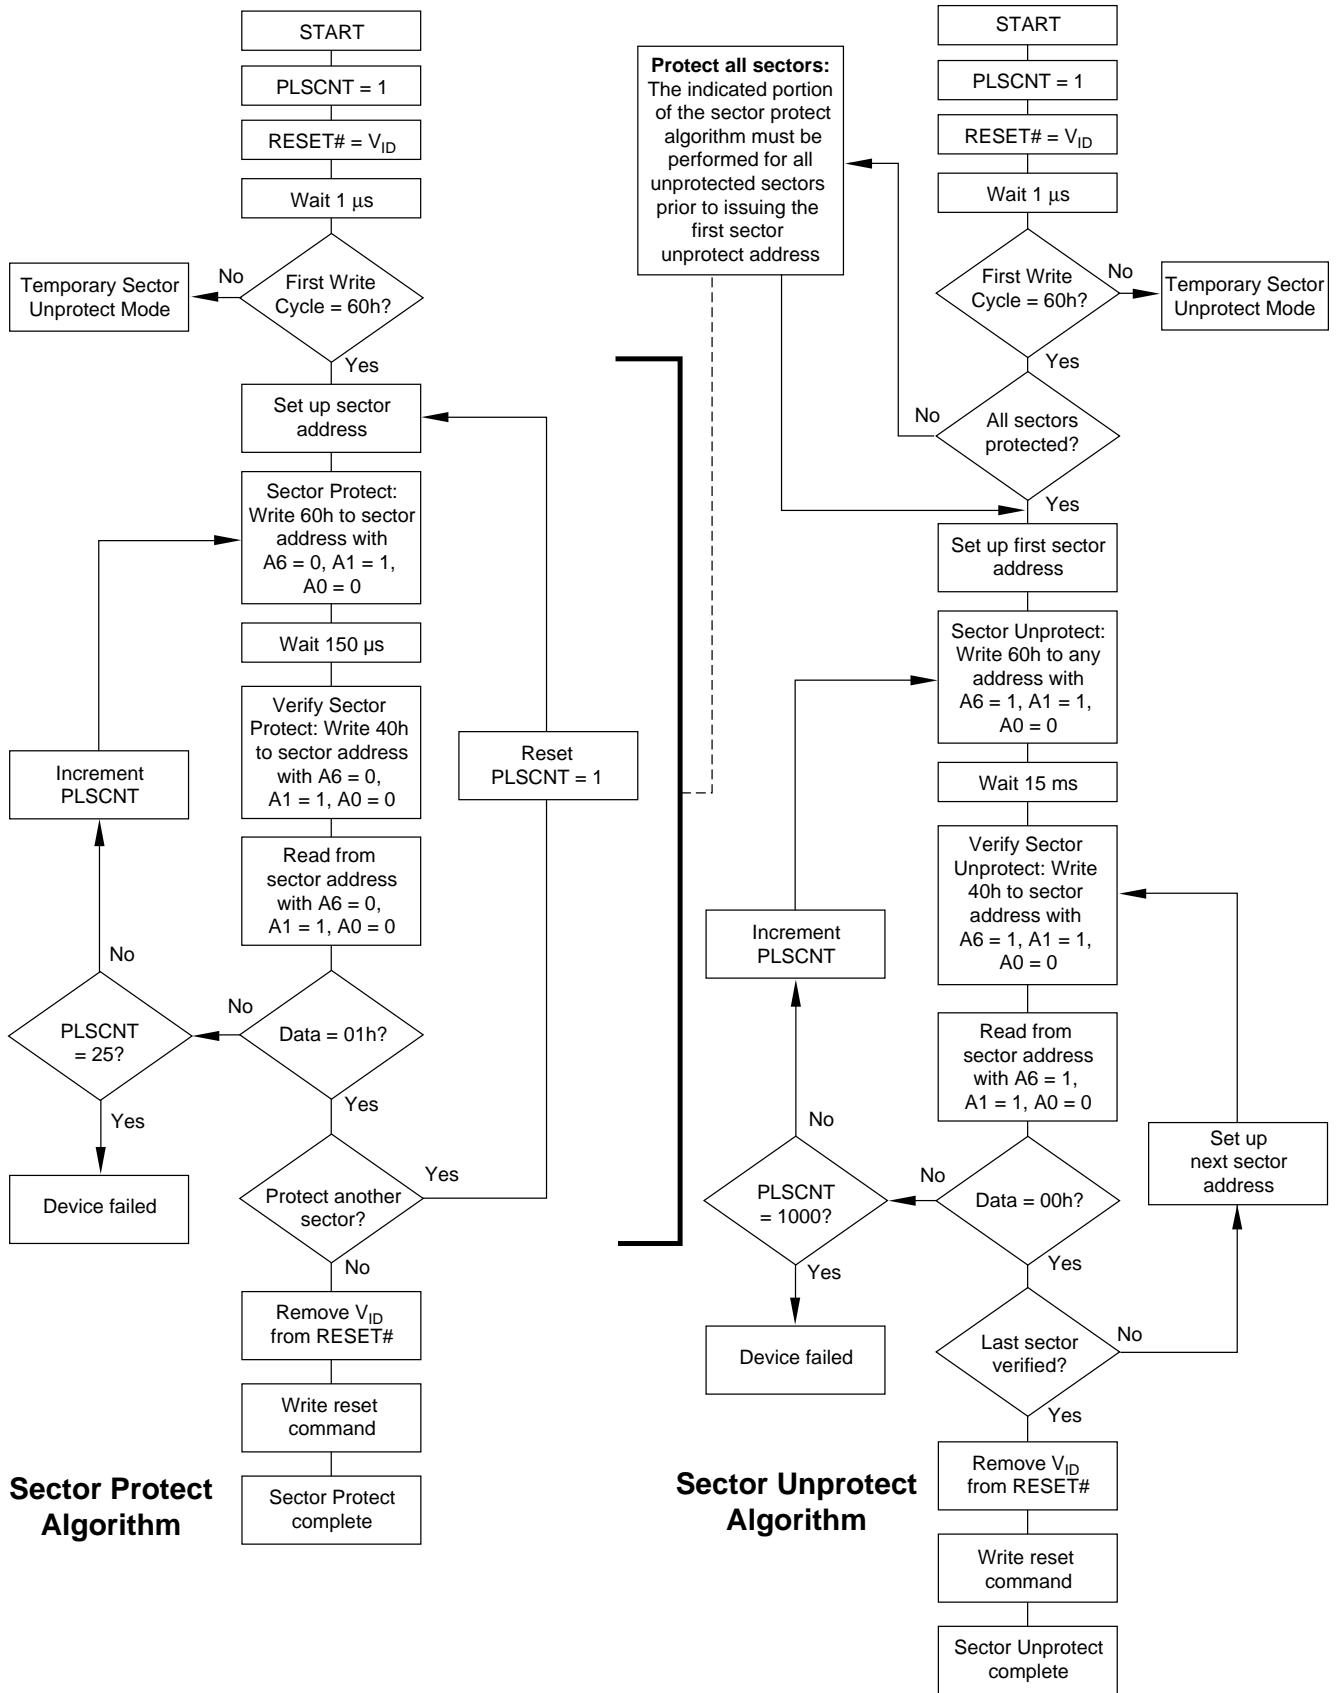 START
PLSCNT = 1
RESET# = VID
Wait 1 μs
First Write
Cycle = 60h?
No
Temporary Sector
Unprotect Mode
Yes
Set up sector
address
Sector Protect:
Write 60h to sector
address with
A6 = 0, A1 = 1,
A0 = 0
Wait 150 µs
Verify Sector
Protect: Write 40h
to sector address
with A6 = 0,
A1 = 1, A0 = 0
Reset
PLSCNT = 1
Increment
PLSCNT
Read from
sector address
with A6 = 0,
A1 = 1, A0 = 0
No
No
PLSCNT
= 25?
Data = 01h?
Yes
Yes
Device failed
Protect another
sector?
Yes
No
Remove VID
from RESET#
Write reset
command
Sector Protect
complete
Sector Protect
Algorithm
Protect all sectors:
The indicated portion
of the sector protect
algorithm must be
performed for all
unprotected sectors
prior to issuing the
first sector
unprotect address
START
PLSCNT = 1
RESET# = VID
Wait 1 μs
First Write
Cycle = 60h?
No
Temporary Sector
Unprotect Mode
Yes
No
All sectors
protected?
Yes
Set up first sector
address
Sector Unprotect:
Write 60h to any
address with
A6 = 1, A1 = 1,
A0 = 0
Wait 15 ms
Verify Sector
Unprotect: Write
40h to sector
address with
A6 = 1, A1 = 1,
A0 = 0
Increment
PLSCNT
Read from
sector address
with A6 = 1,
A1 = 1, A0 = 0
No
No
PLSCNT
= 1000?
Data = 00h?
Set up
next sector
address
Yes
Yes
Device failed
Last sector
verified?
No
Yes
Remove VID
from RESET#
Write reset
command
Sector Unprotect
complete
Sector Unprotect
Algorithm